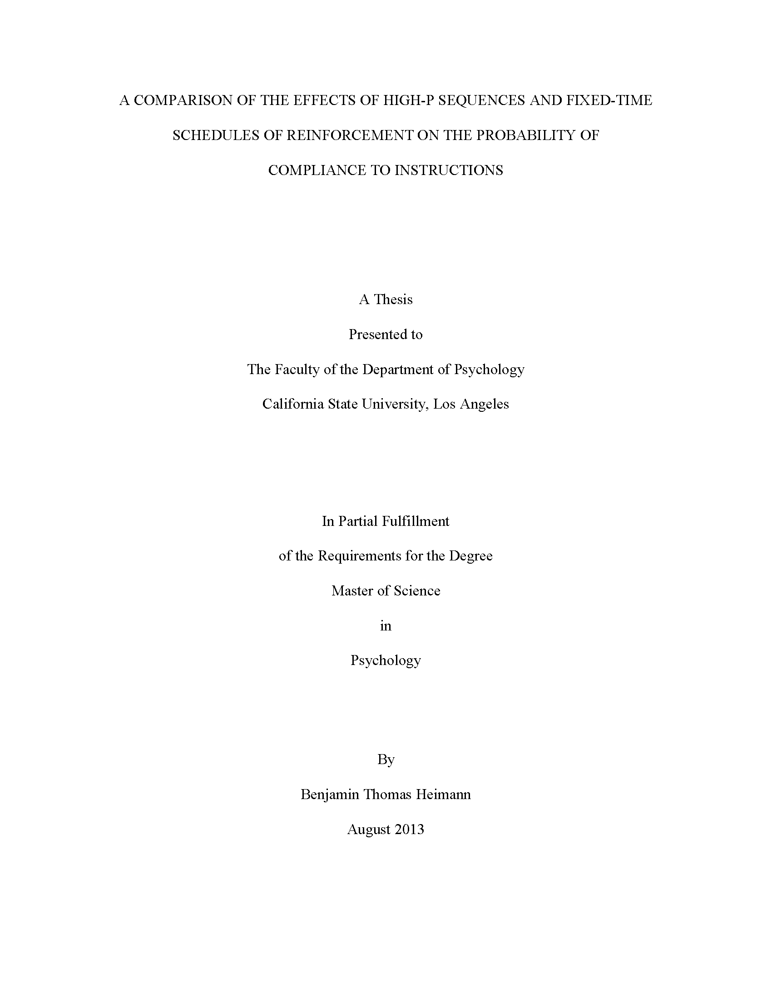 A COMPARISON OF THE EFFECTS OF HIGH-P SEQUENCES AND FIXED-TIME
SCHEDULES OF REINFORCEMENT ON THE PROBABILITY OF
COMPLIANCE TO INSTRUCTIONS
A Thesis
Presented to
The Faculty of the Department of Psychology
California State University, Los Angeles
In Partial Fulfillment
of the Requirements for the Degree
Master of Science
in
Psychology
By
Benjamin Thomas Heimann
August 2013